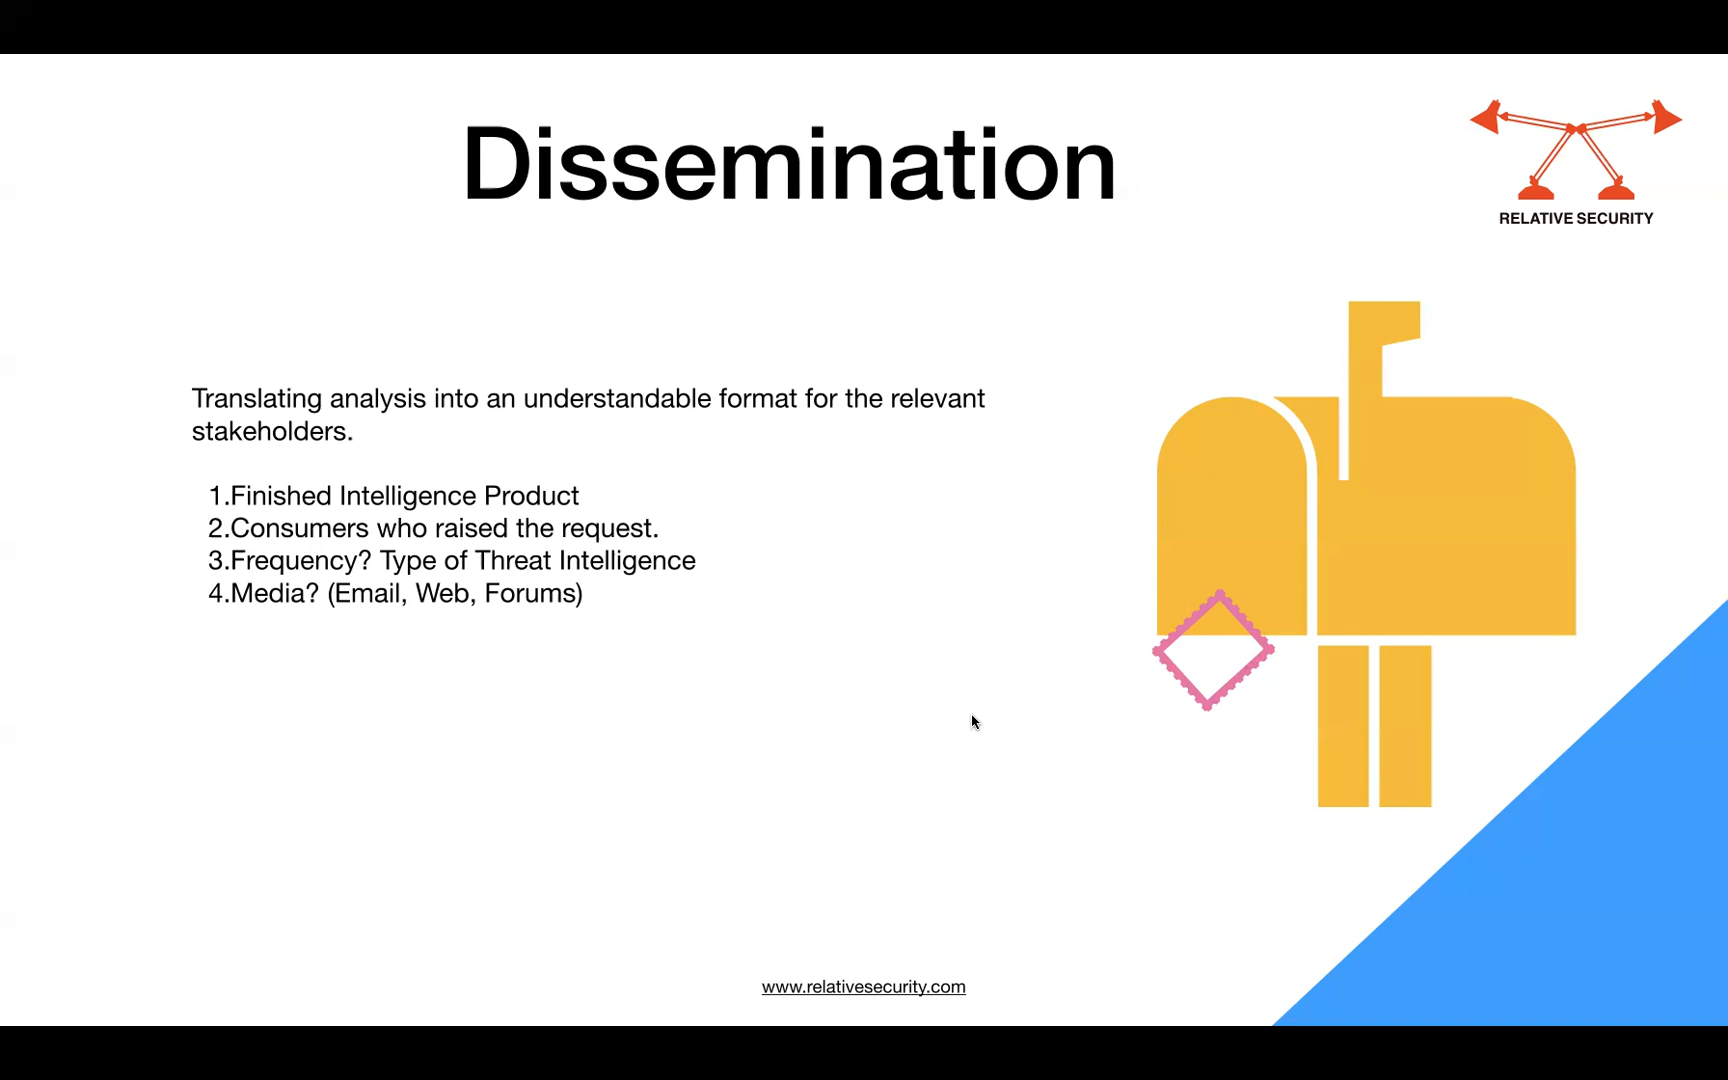 Dissemination
RELATIVE SECURITY
Translating analysis into an understandable format for the relevant
stakeholders.
1.Finished Intelligence Product
2.Consumers who raised the request.
3.Frequency? Type of Threat Intelligence
4.Media? (Email, Web, Forums)
www.relativesecurity.com